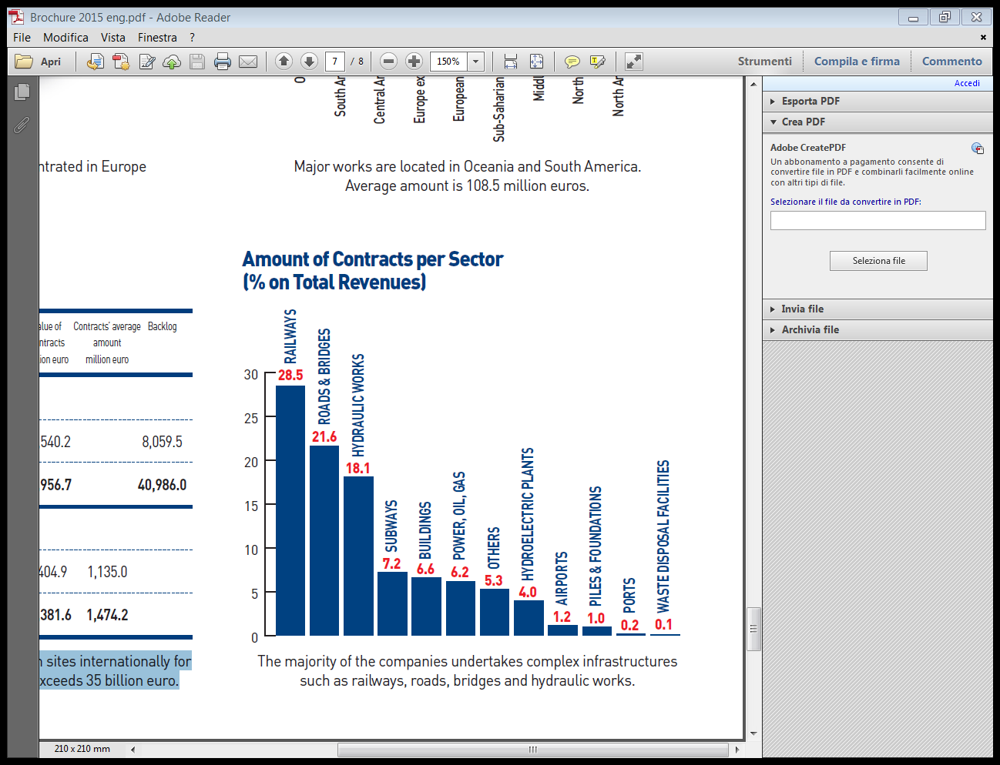 Brochure 2015 eng.pdf - Adobe Reader
File Modifica Vista Finestra ?
Apri
7 / 8
150%
Strumenti
Compila e firma
Commento
Accedi
Esporta PDF
Crea PDF
Adobe CreatePDF
Un abbonamento a pagamento consente di
convertire file in PDF e combinarli facilmente online
con altri tipi di file.
Selezionare il file da convertire in PDF:
Seleziona file
Invia file
Archivia file
O
South Ar
Central Ar
Europe ex
European
Sub-Saharian
Middl
North
North Ar
ntrated in Europe
Major works are located in Oceania and South America.
Average amount is 108.5 million euros.
alue of
ntracts
ion euro
Contracts' average
amount
million euro
Backlog
540.2 8,059.5
956.7 40,986.0
404.9 1,135.0
381.6 1,474.2
n sites internationally for
xceeds 35 billion euro.
Amount of Contracts per Sector
(% on Total Revenues)
30
25
20
15
10
5
0
RAILWAYS
28.5
ROADS & BRIDGES
21.6
HYDRAULIC WORKS
18.1
SUBWAYS
7.2
BUILDINGS
6.6
POWER, OIL, GAS
6.2
OTHERS
5.3
HYDROELECTRIC PLANTS
4.0
AIRPORTS
1.2
PILES & FOUNDATIONS
1.0
PORTS
0.2
WASTE DISPOSAL FACILITIES
0.1
The majority of the companies undertakes complex infrastructures
such as railways, roads, bridges and hydraulic works.
210 x 210 mm